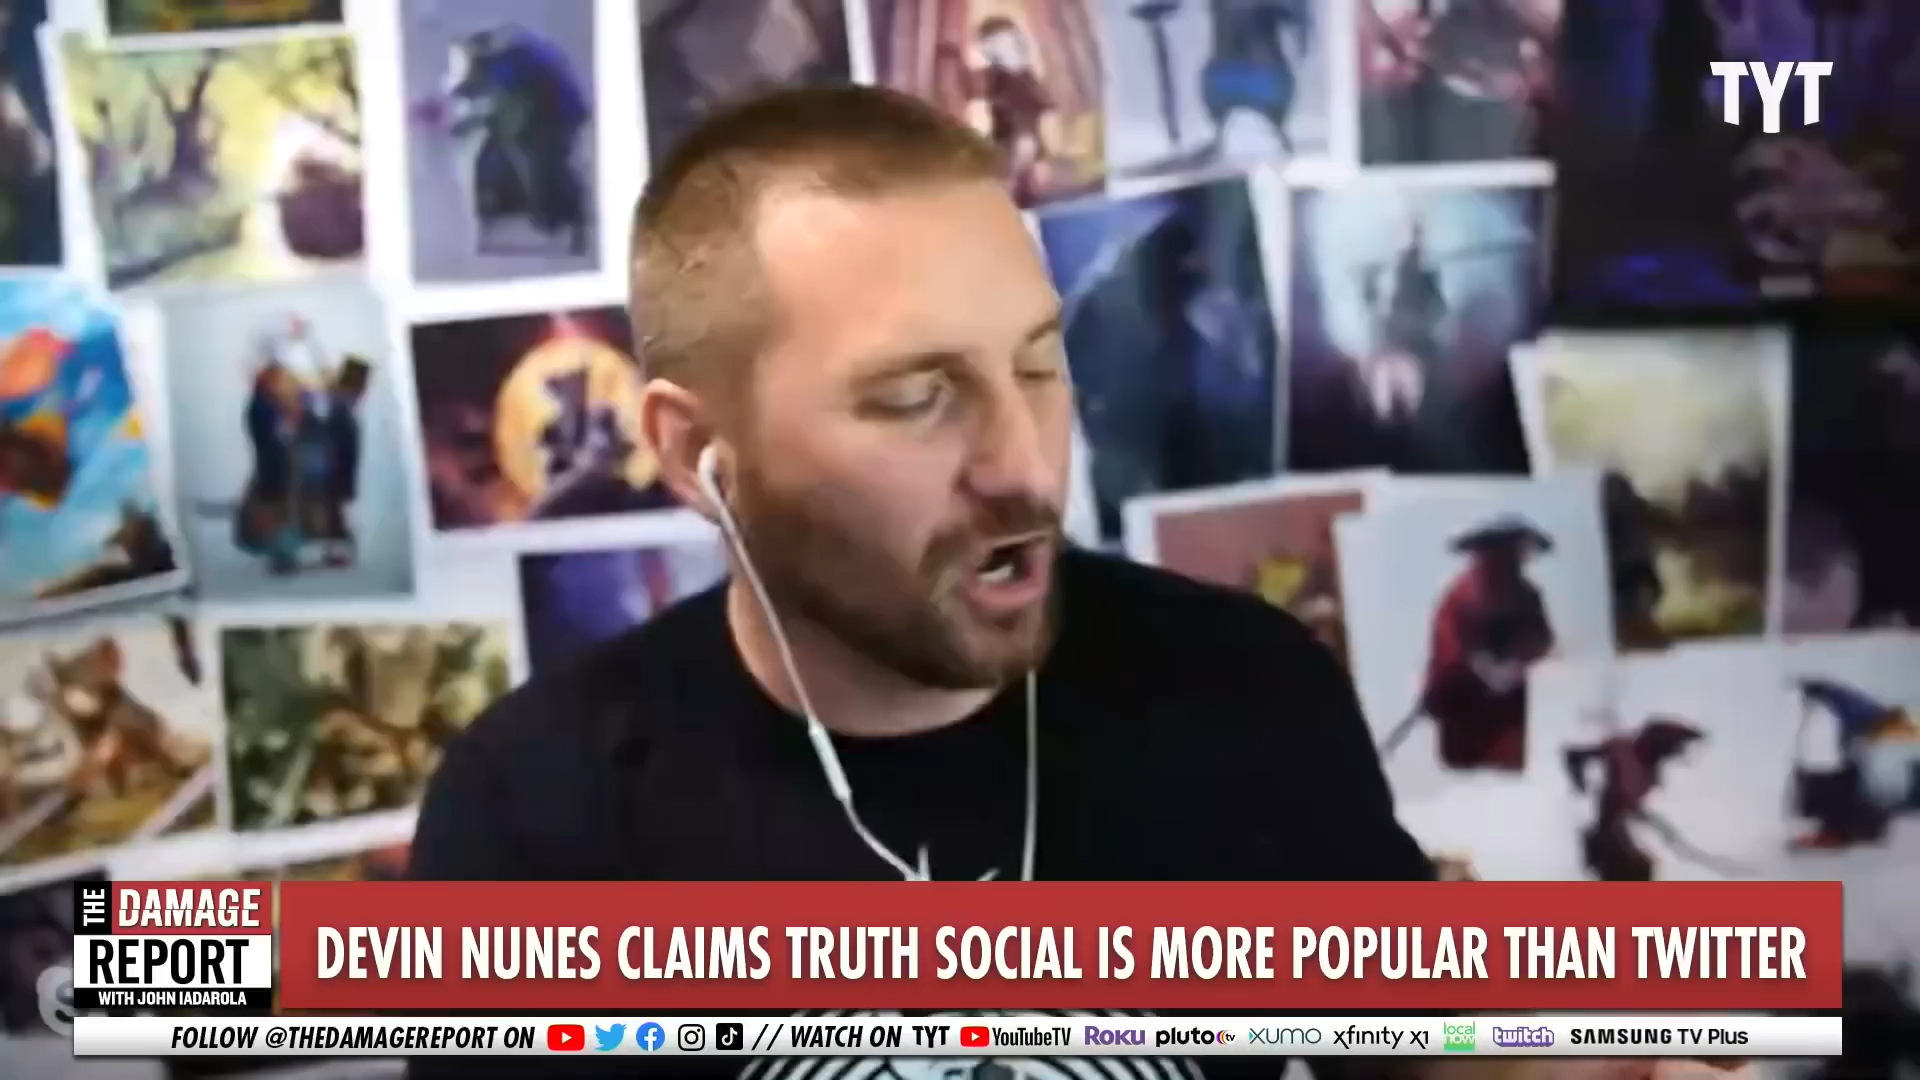 TYT
THE DAMAGE REPORT
WITH JOHN IADAROLA
DEVIN NUNES CLAIMS TRUTH SOCIAL IS MORE POPULAR THAN TWITTER
FOLLOW @THEDAMAGEREPORT ON // WATCH ON TYT YouTubeTV ROKU pluto tv XUMO xfinity x1 local now twitch SAMSUNG TV Plus